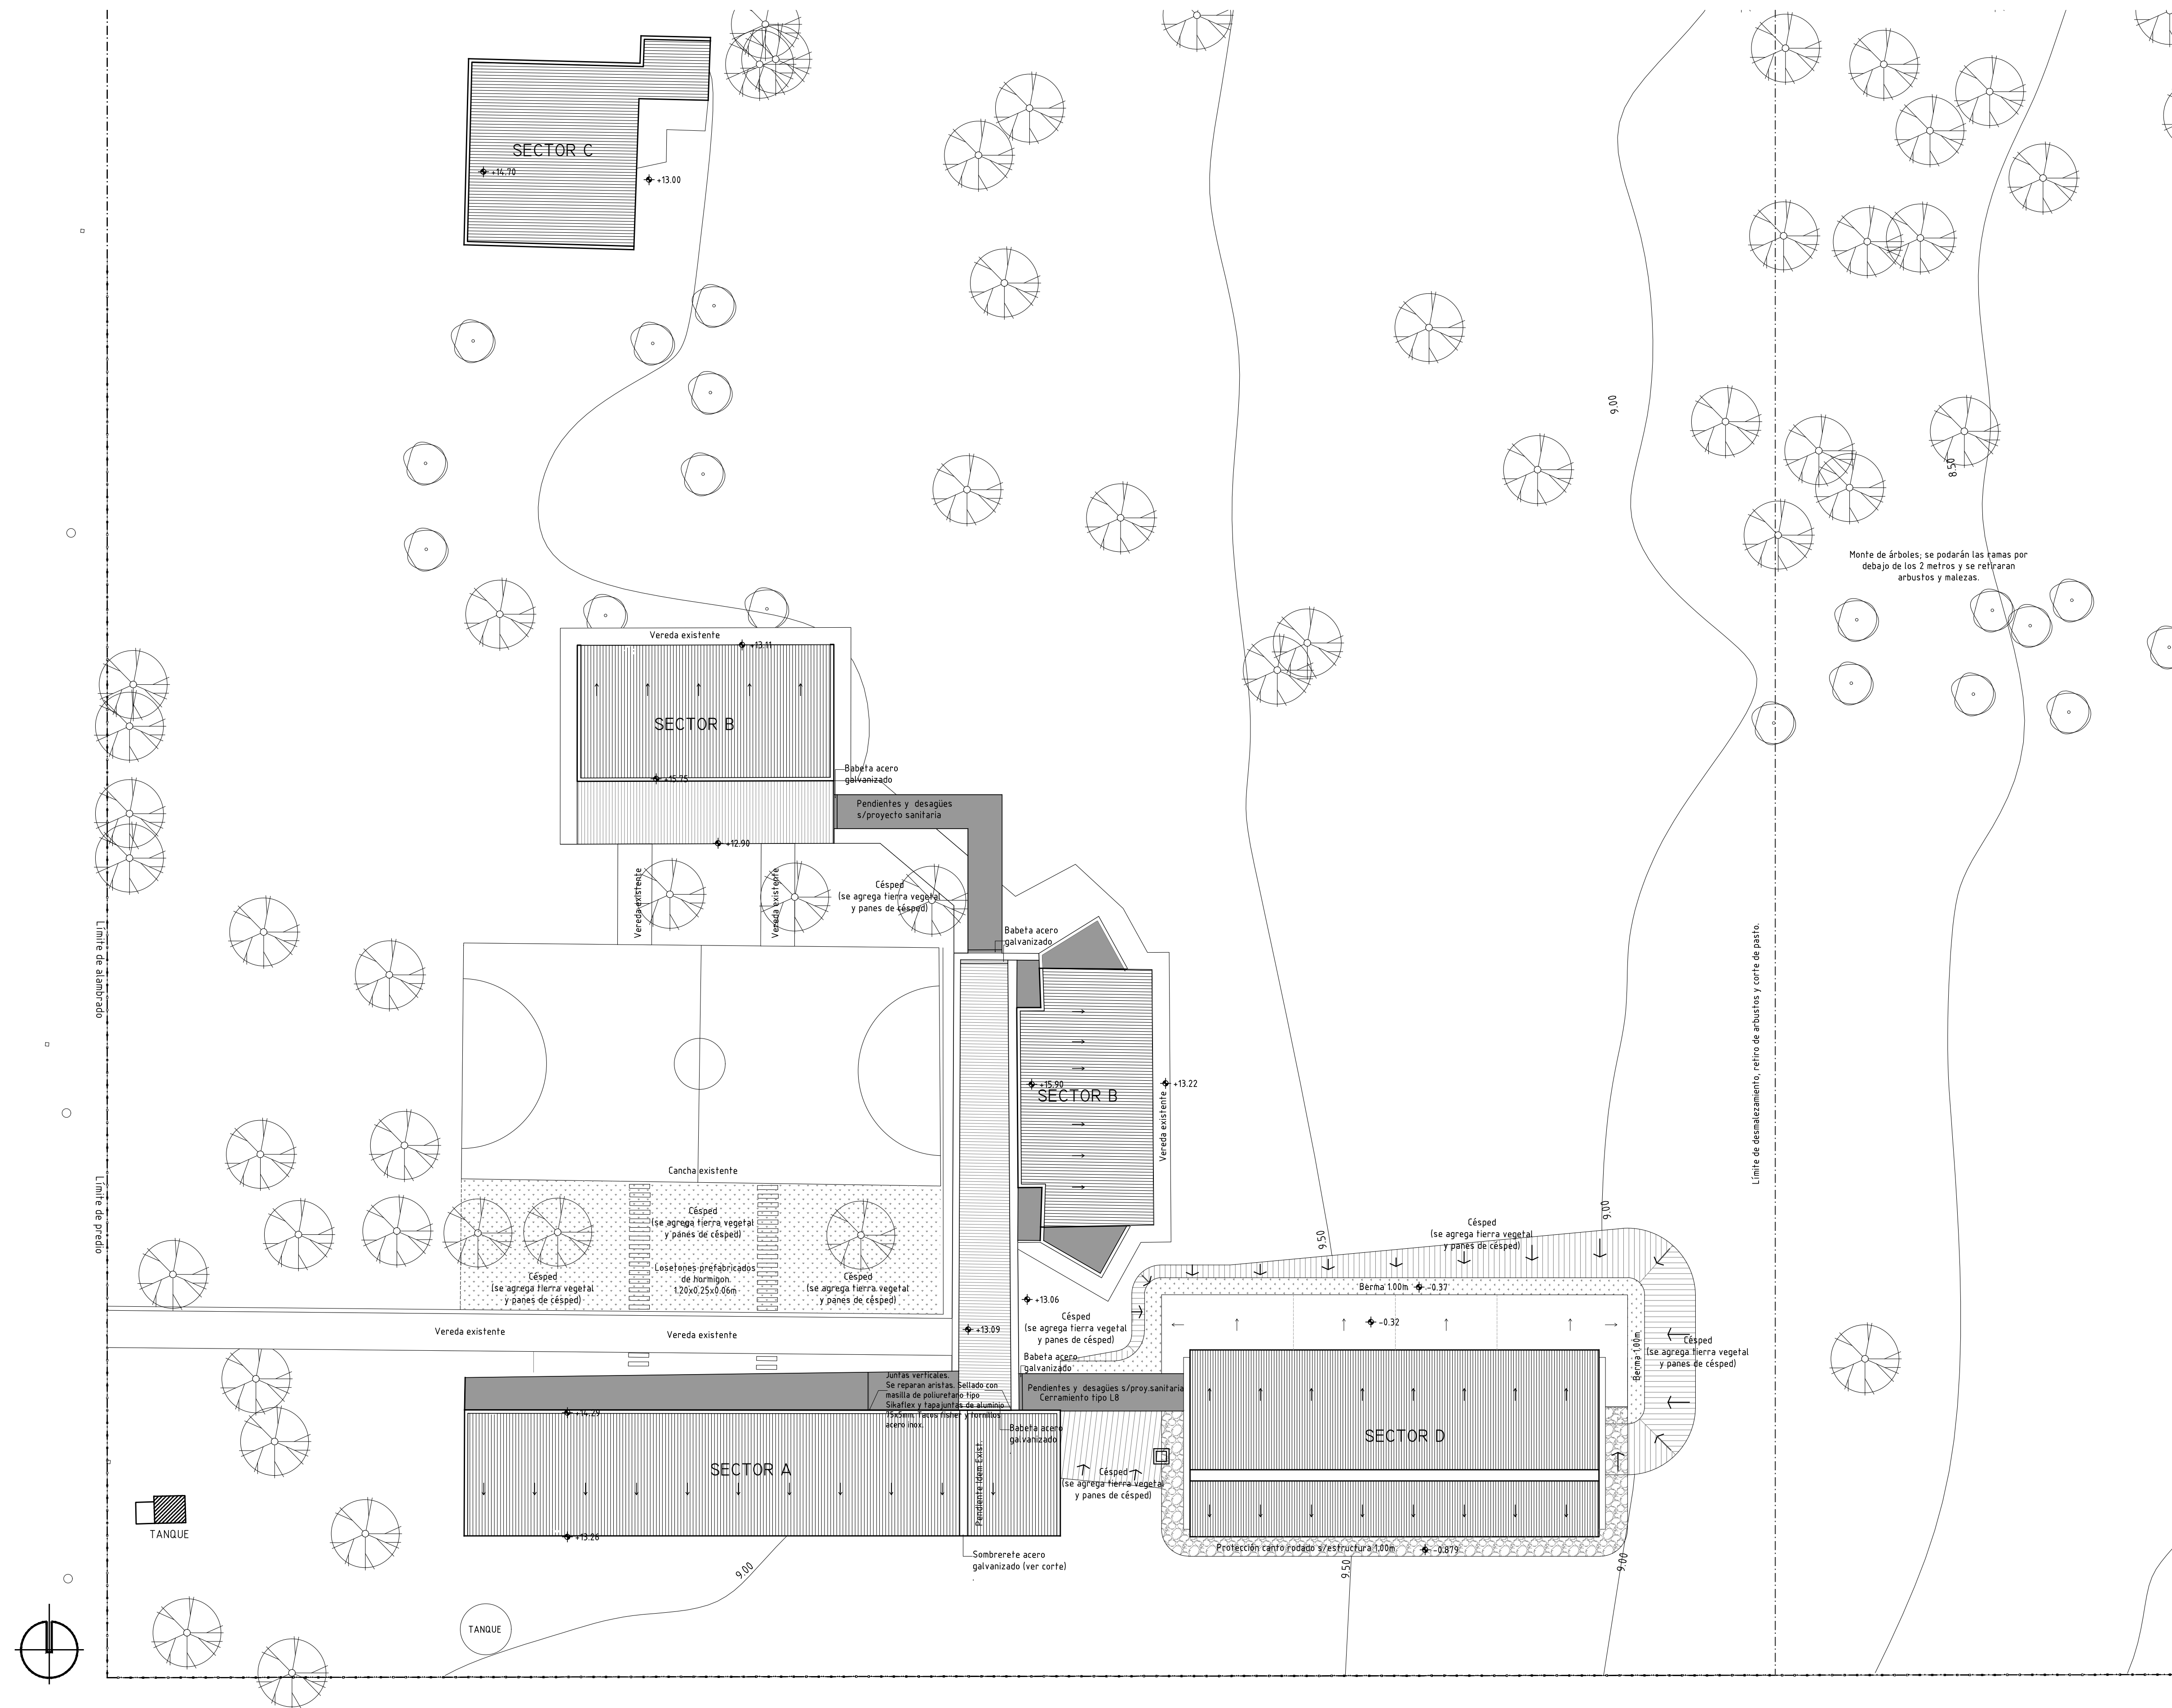 SECTOR C
+14.70
+13.00
9.00
8.50
Monte de árboles; se podarán las ramas por
debajo de los 2 metros y se retiraran
arbustos y malezas.
Vereda existente
+13.11
SECTOR B
+15.75
Babeta acero
galvanizado
Pendientes y desagües
s/proyecto sanitaria
+12.90
Vereda existente
Vereda existente
Césped
(se agrega tierra vegetal
y panes de césped)
Límite de alambrado
Babeta acero
galvanizado
Límite de desmalezamiento, retiro de arbustos y corte de pasto.
+15.90
SECTOR B
+13.22
Vereda existente
Cancha existente
Límite de predio
Césped
(se agrega tierra vegetal
y panes de césped)
Losetones prefabricados
de hormigon.
1.20x0.25x0.06m
Césped
(se agrega tierra vegetal
y panes de césped)
Césped
(se agrega tierra vegetal
y panes de césped)
9.50
9.00
Césped
(se agrega tierra vegetal
y panes de césped)
Berma 1.00m
-0.37
+13.06
Césped
(se agrega tierra vegetal
y panes de césped)
+13.09
-0.32
Vereda existente
Vereda existente
Berma 1.00m
Césped
(se agrega tierra vegetal
y panes de césped)
Babeta acero
galvanizado
Juntas verticales.
Se reparan aristas. Sellado con
masilla de poliuretano tipo
Sikaflex y tapajuntas de aluminio
75x5mm. Tacos fisher y tornillos
acero inox.
Pendientes y desagües s/proy.sanitaria
Cerramiento tipo L8
+14.29
Babeta acero
galvanizado
SECTOR D
SECTOR A
Pendiente Idem Exist.
Césped
(se agrega tierra vegetal
y panes de césped)
TANQUE
+13.26
Protección canto rodado s/estructura 1.00m
-0.879
Sombrerete acero
galvanizado (ver corte)
9.00
9.50
9.00
TANQUE